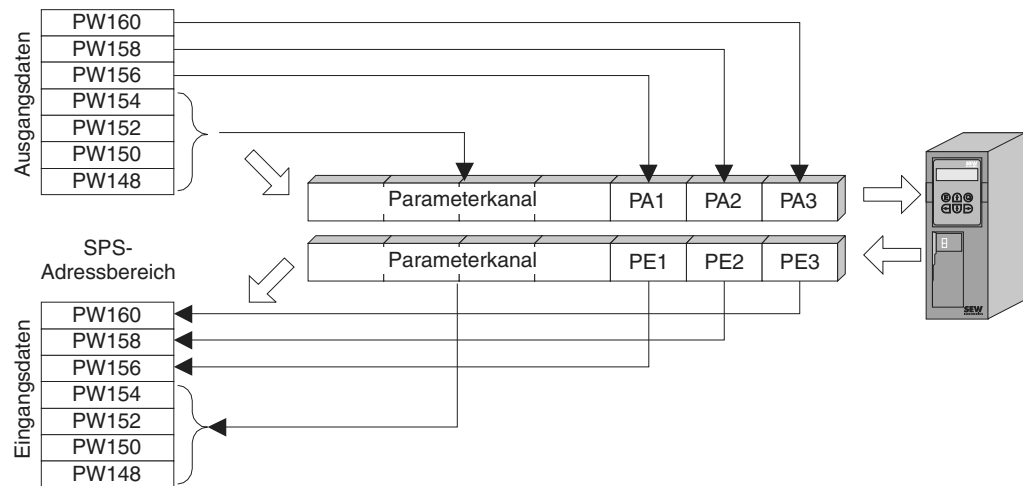 Ausgangsdaten
PW160
PW158
PW156
PW154
PW152
PW150
PW148
Parameterkanal PA1 PA2 PA3
Parameterkanal PE1 PE2 PE3
SPS-
Adressbereich
Eingangsdaten
PW160
PW158
PW156
PW154
PW152
PW150
PW148
SEW